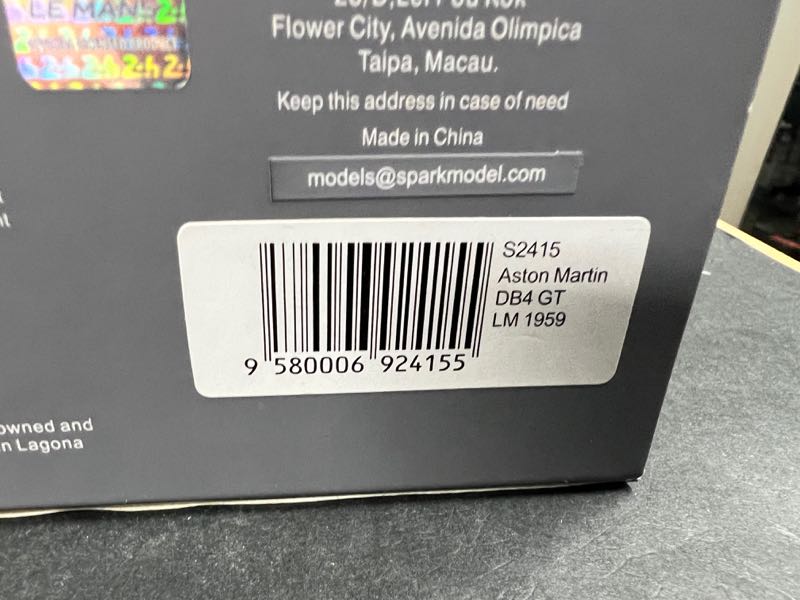 LE MANS
Flower City, Avenida Olimpica
Taipa, Macau.
Keep this address in case of need
Made in China
models@sparkmodel.com
S2415
Aston Martin
DB4 GT
LM 1959
9 580006 924155
owned and
n Lagona